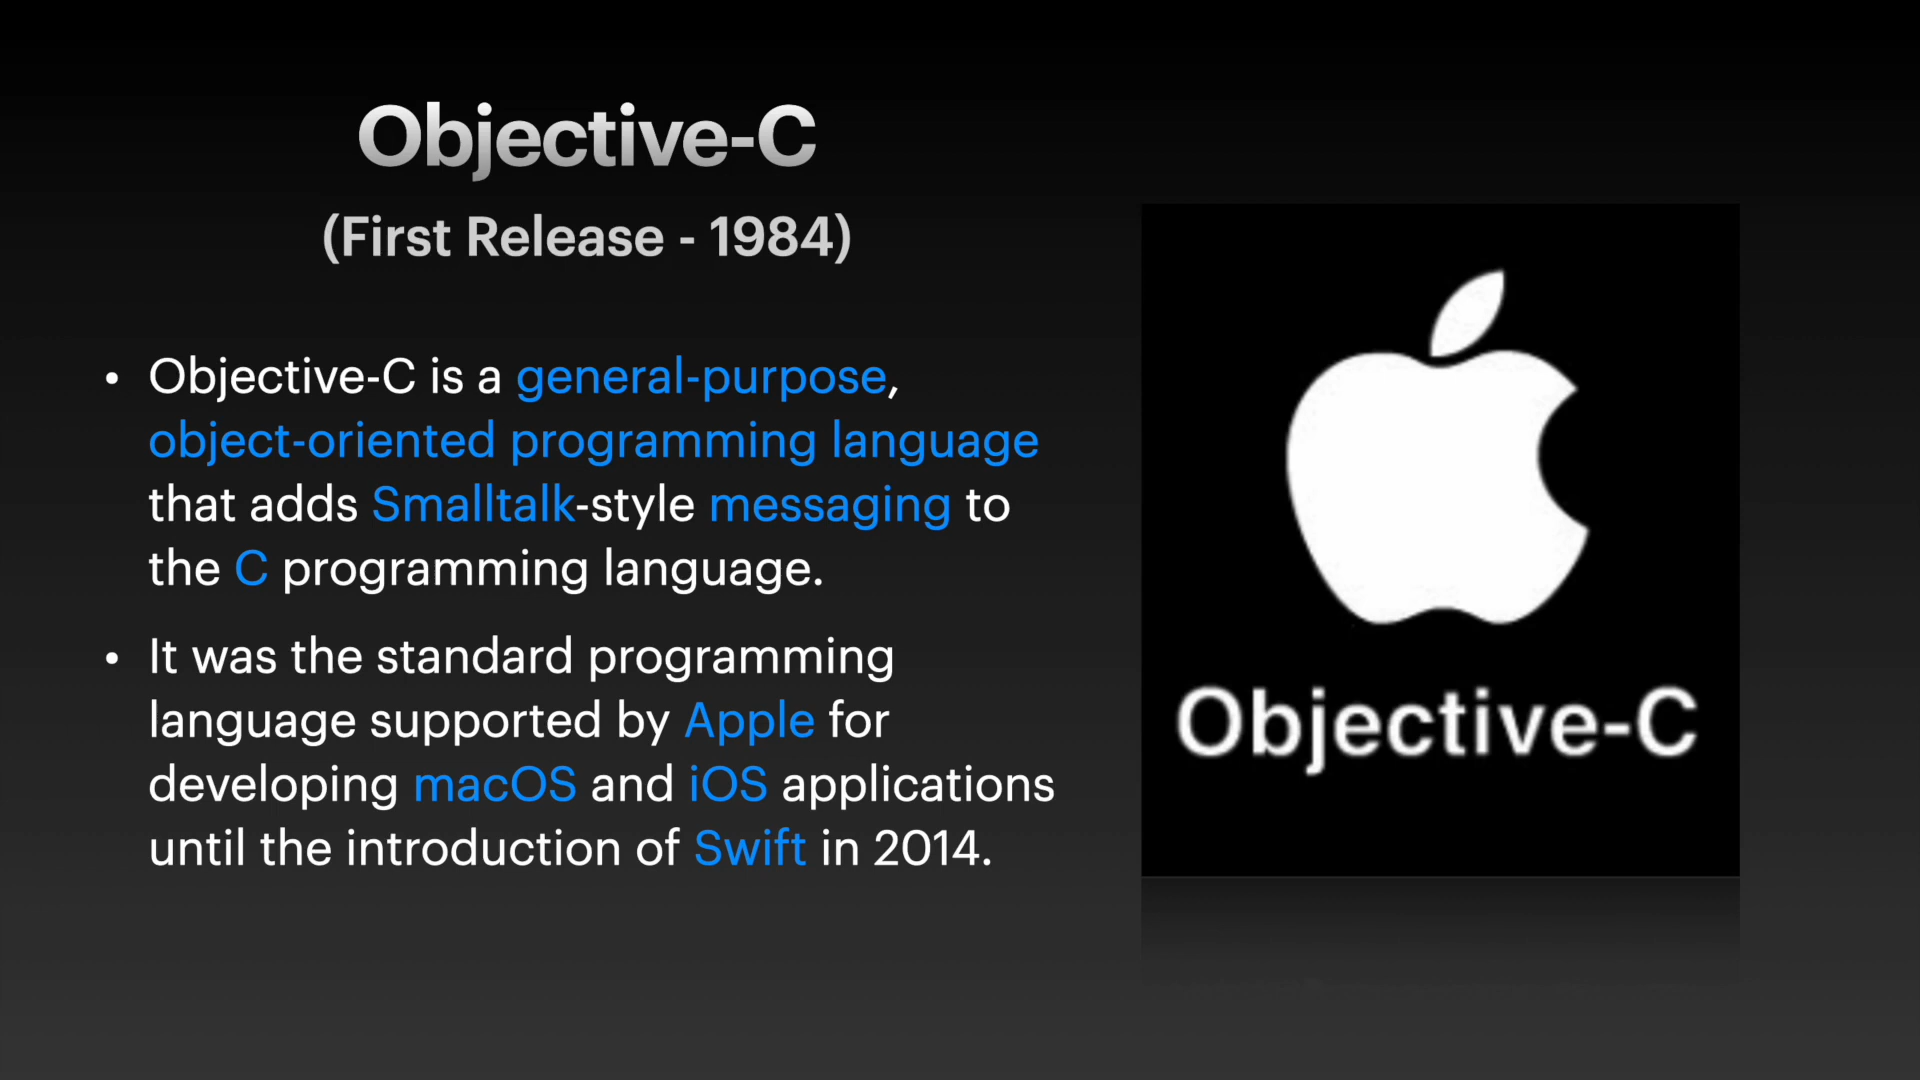 Objective-C
(First Release - 1984)
• Objective-C is a general-purpose,
object-oriented programming language
that adds Smalltalk-style messaging to
the C programming language.
• It was the standard programming
language supported by Apple for
developing macOS and iOS applications
until the introduction of Swift in 2014.
Objective-C